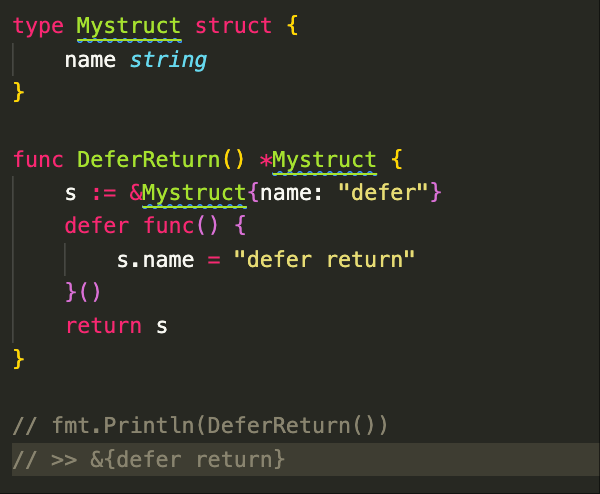 type Mystruct struct {
    name string
}

func DeferReturn() *Mystruct {
    s := &Mystruct{name: "defer"}
    defer func() {
        s.name = "defer return"
    }()
    return s
}

// fmt.Println(DeferReturn())
// >> &{defer return}